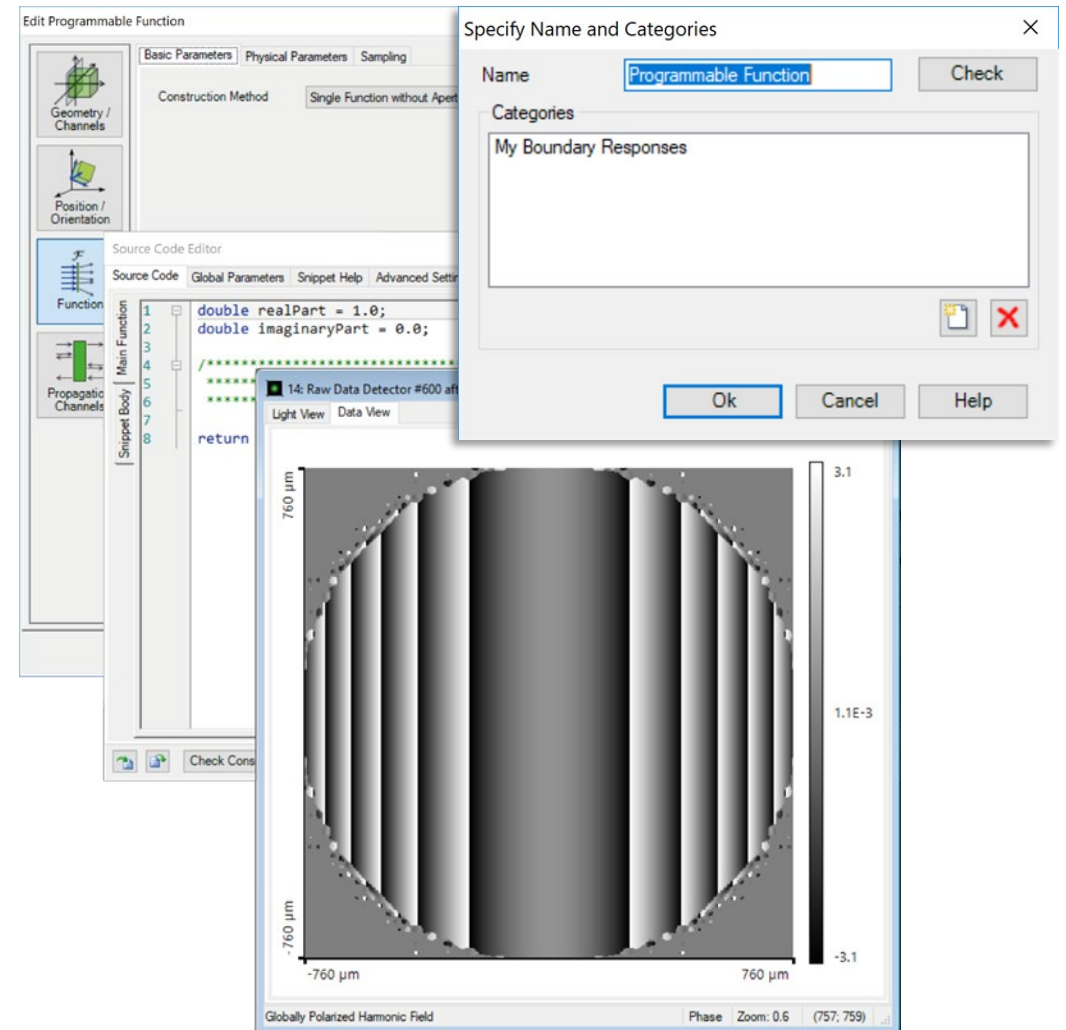 Edit Programmable Function
Geometry /
Channels
Position /
Orientation
Function
Propagatio
Channels
Basic Parameters Physical Parameters Sampling
Construction Method Single Function without Apert
Specify Name and Categories
Name Programmable Function Check
Categories
My Boundary Responses
Ok Cancel Help
Source Code Editor
Source Code Global Parameters Snippet Help Advanced Settin
Main Function
Snippet Body
1 double realPart = 1.0;
2 double imaginaryPart = 0.0;
3
4 /******************************
5 *****
6 *****
7
8 return
Check Cons
14: Raw Data Detector #600 aft
Light View Data View
760 µm
-760 µm
-760 µm 760 µm
3.1
1.1E-3
-3.1
Globally Polarized Harmonic Field Phase Zoom: 0.6 (757; 759)